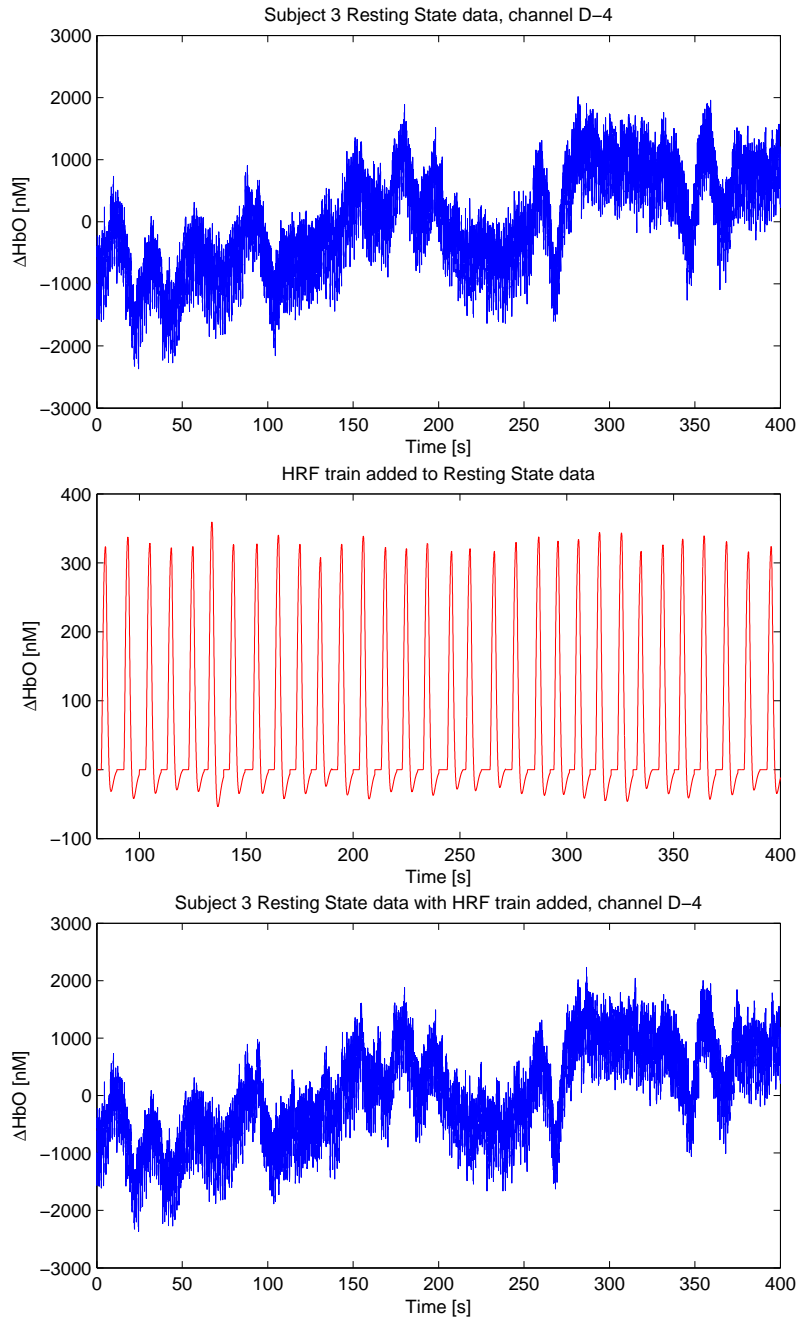 Subject 3 Resting State data, channel D−4
3000
2000
1000
0
−1000
−2000
−3000
ΔHbO [nM]
0 50 100 150 200 250 300 350 400
Time [s]
HRF train added to Resting State data
400
300
200
100
0
−100
ΔHbO [nM]
100 150 200 250 300 350 400
Time [s]
Subject 3 Resting State data with HRF train added, channel D−4
3000
2000
1000
0
−1000
−2000
−3000
ΔHbO [nM]
0 50 100 150 200 250 300 350 400
Time [s]